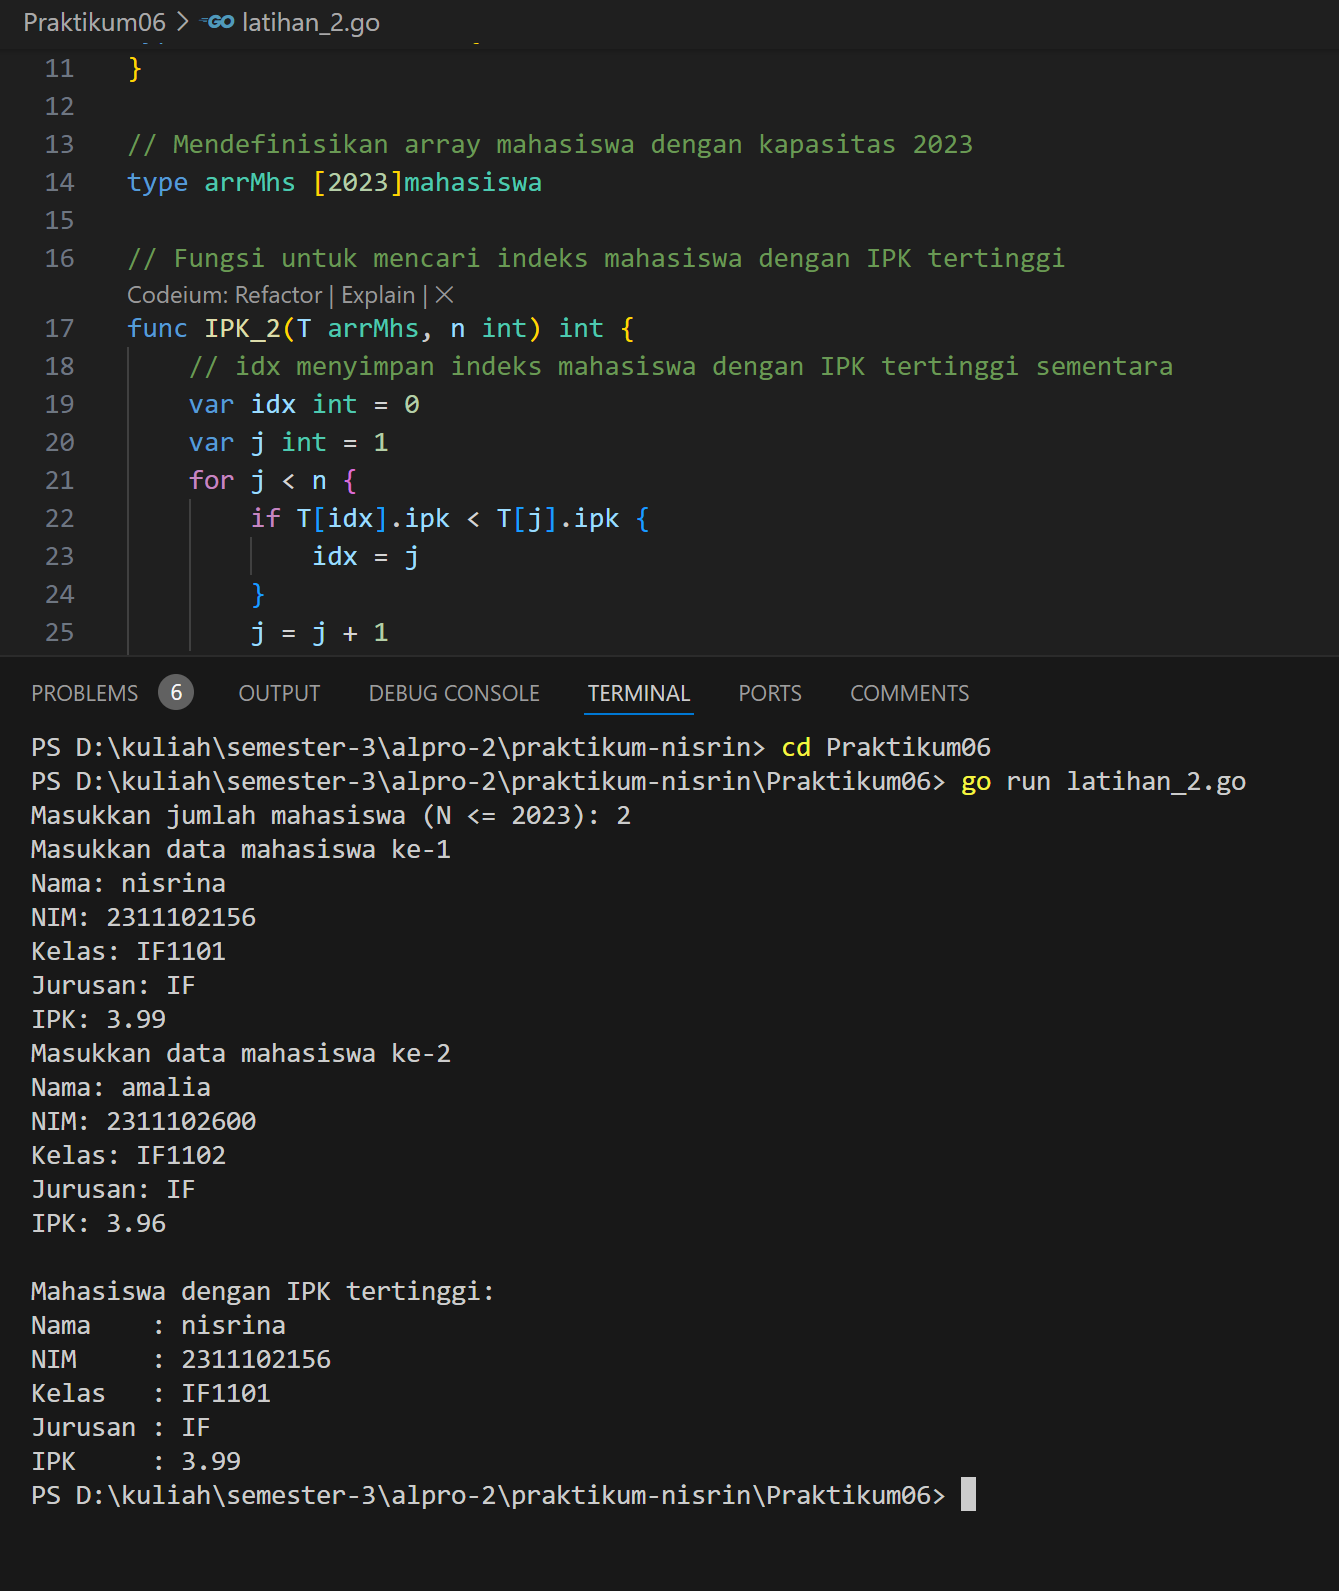 Praktikum06 > GO latihan_2.go
11 }
12
13 // Mendefinisikan array mahasiswa dengan kapasitas 2023
14 type arrMhs [2023]mahasiswa
15
16 // Fungsi untuk mencari indeks mahasiswa dengan IPK tertinggi
Codeium: Refactor | Explain | ×
17 func IPK_2(T arrMhs, n int) int {
18 // idx menyimpan indeks mahasiswa dengan IPK tertinggi sementara
19 var idx int = 0
20 var j int = 1
21 for j < n {
22 if T[idx].ipk < T[j].ipk {
23 idx = j
24 }
25 j = j + 1
PROBLEMS 6 OUTPUT DEBUG CONSOLE TERMINAL PORTS COMMENTS
PS D:\kuliah\semester-3\alpro-2\praktikum-nisrin> cd Praktikum06
PS D:\kuliah\semester-3\alpro-2\praktikum-nisrin\Praktikum06> go run latihan_2.go
Masukkan jumlah mahasiswa (N <= 2023): 2
Masukkan data mahasiswa ke-1
Nama: nisrina
NIM: 2311102156
Kelas: IF1101
Jurusan: IF
IPK: 3.99
Masukkan data mahasiswa ke-2
Nama: amalia
NIM: 2311102600
Kelas: IF1102
Jurusan: IF
IPK: 3.96
Mahasiswa dengan IPK tertinggi:
Nama : nisrina
NIM : 2311102156
Kelas : IF1101
Jurusan : IF
IPK : 3.99
PS D:\kuliah\semester-3\alpro-2\praktikum-nisrin\Praktikum06>